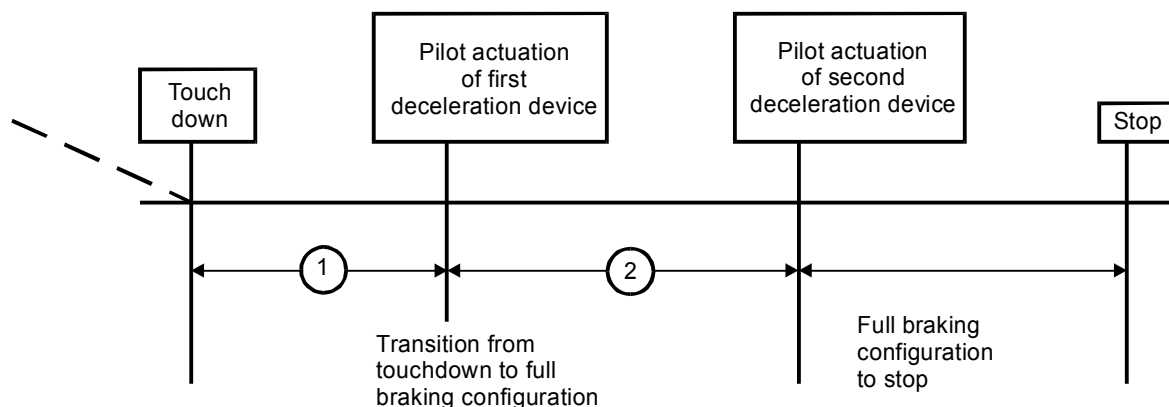 Touch
down
Pilot actuation
of first
deceleration device
Pilot actuation
of second
deceleration device
Stop
1
2
Transition from
touchdown to full
braking configuration
Full braking
configuration
to stop